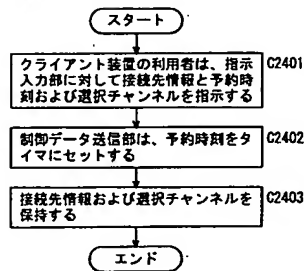 スタート
クライアント装置の利用者は、指示
入力部に対して接続先情報と予約時
刻および選択チャンネルを指示する
C2401
制御データ送信部は、予約時刻をタ
イマにセットする
C2402
接続先情報および選択チャンネルを
保持する
C2403
エンド